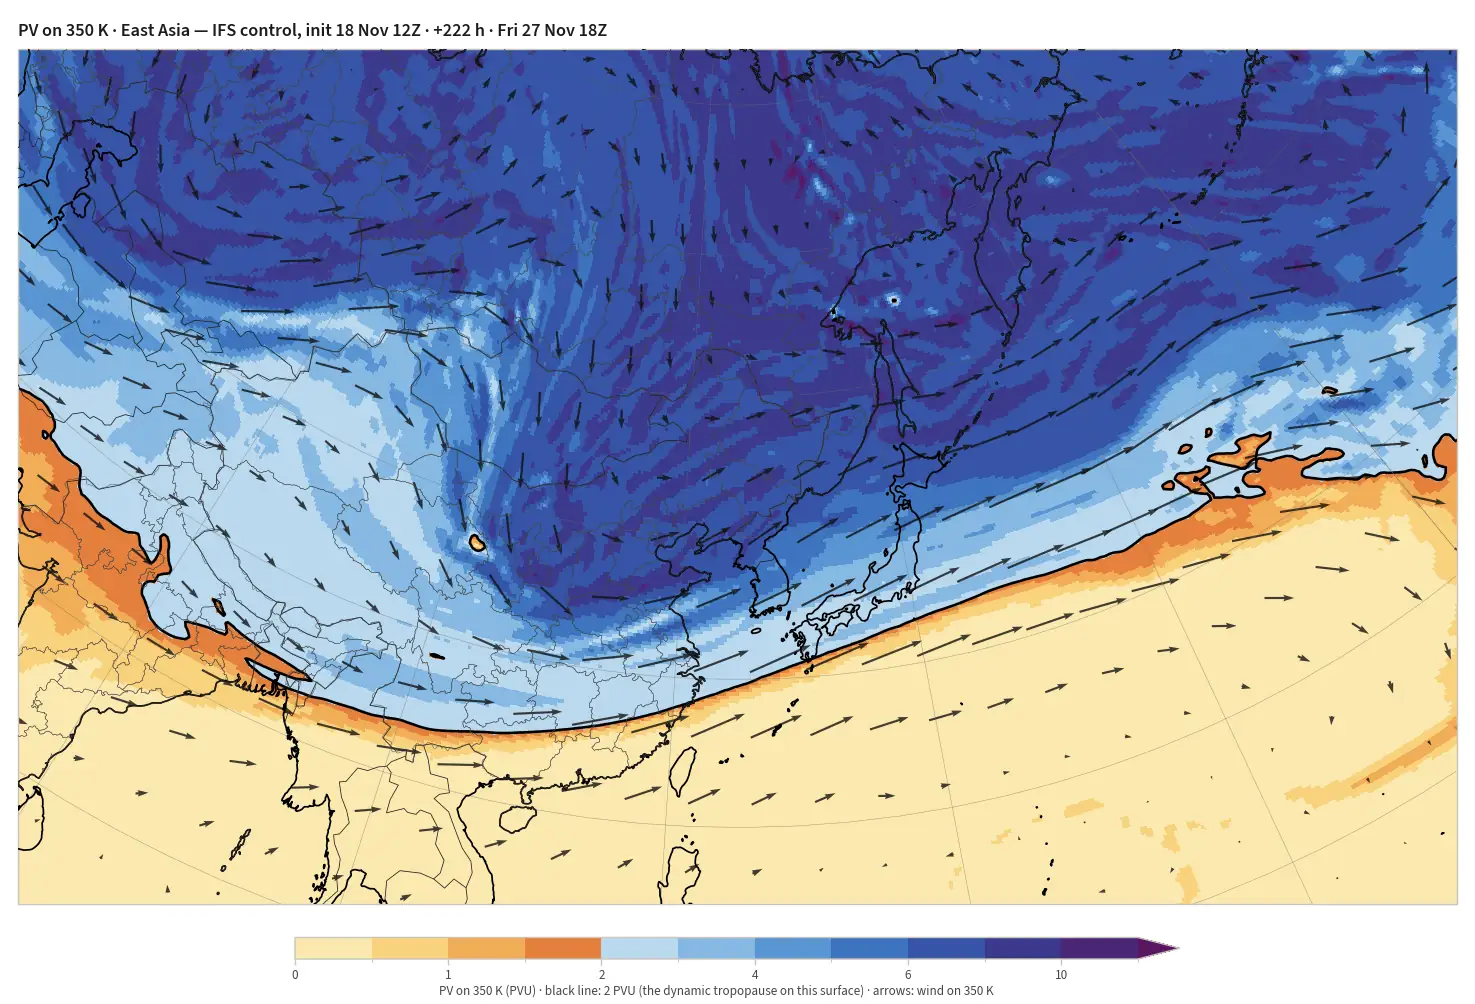 PV on 350 K · East Asia — IFS control, init 18 Nov 12Z · +222 h · Fri 27 Nov 18Z
0 1 2 4 6 10
PV on 350 K (PVU) · black line: 2 PVU (the dynamic tropopause on this surface) · arrows: wind on 350 K